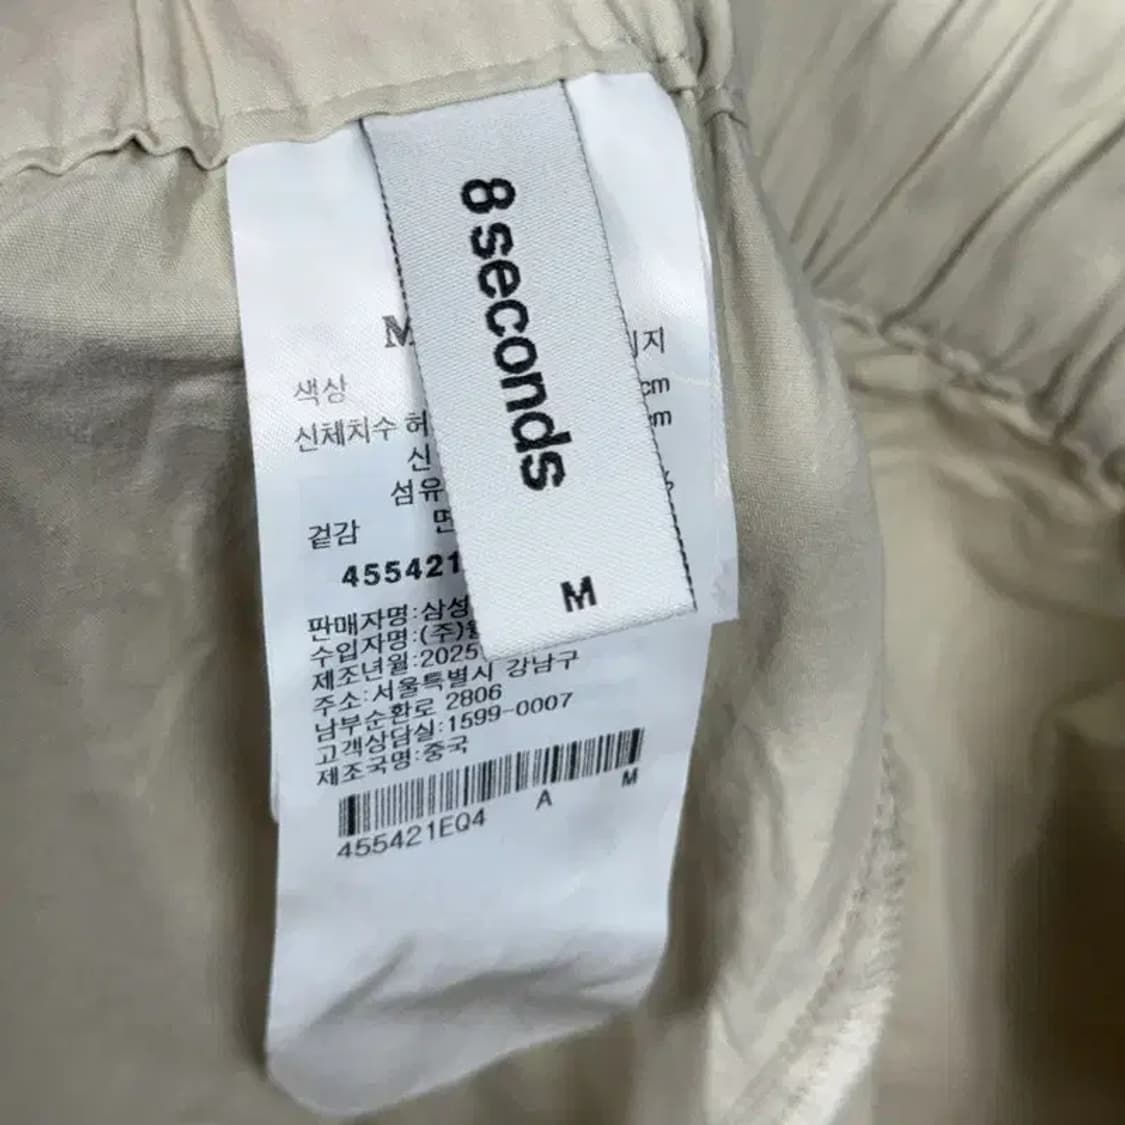 8seconds
M
M
색상
cm
신체치수 허
cm
신
섬유
겉감 면
455421
판매자명:삼성
수입자명:(주)
제조년월:2025
주소:서울특별시 강남구
남부순환로 2806
고객상담실:1599-0007
제조국명:중국
455421EQ4 A M